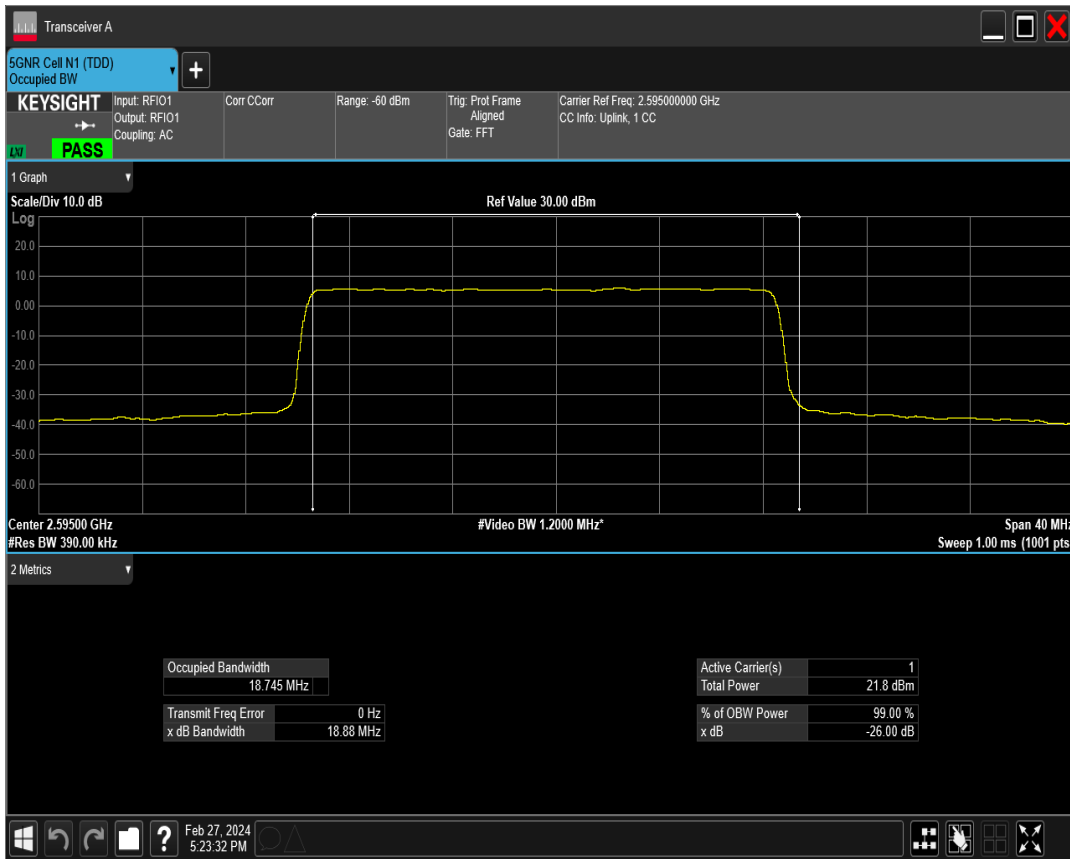 Transceiver A
5GNR Cell N1 (TDD)
Occupied BW
+
KEYSIGHT
LXI
PASS
Input: RFIO1
Output: RFIO1
Coupling: AC
Corr CCorr
Range: -60 dBm
Trig: Prot Frame
Aligned
Gate: FFT
Carrier Ref Freq: 2.595000000 GHz
CC Info: Uplink, 1 CC
1 Graph
Scale/Div 10.0 dB
Ref Value 30.00 dBm
Log
20.0
10.0
0.00
-10.0
-20.0
-30.0
-40.0
-50.0
-60.0
Center 2.59500 GHz
#Video BW 1.2000 MHz*
Span 40 MHz
#Res BW 390.00 kHz
Sweep 1.00 ms (1001 pts
2 Metrics
Occupied Bandwidth
18.745 MHz
Transmit Freq Error 0 Hz
x dB Bandwidth 18.88 MHz
Active Carrier(s) 1
Total Power 21.8 dBm
% of OBW Power 99.00 %
x dB -26.00 dB
?
Feb 27, 2024
5:23:32 PM